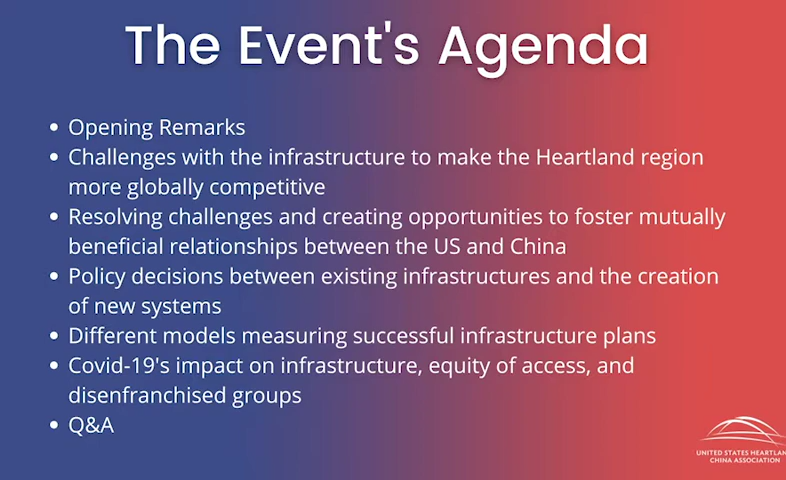 The Event's Agenda
• Opening Remarks
• Challenges with the infrastructure to make the Heartland region
more globally competitive
• Resolving challenges and creating opportunities to foster mutually
beneficial relationships between the US and China
• Policy decisions between existing infrastructures and the creation
of new systems
• Different models measuring successful infrastructure plans
• Covid-19's impact on infrastructure, equity of access, and
disenfranchised groups
• Q&A
UNITED STATES HEARTLAN
CHINA ASSOCIATION